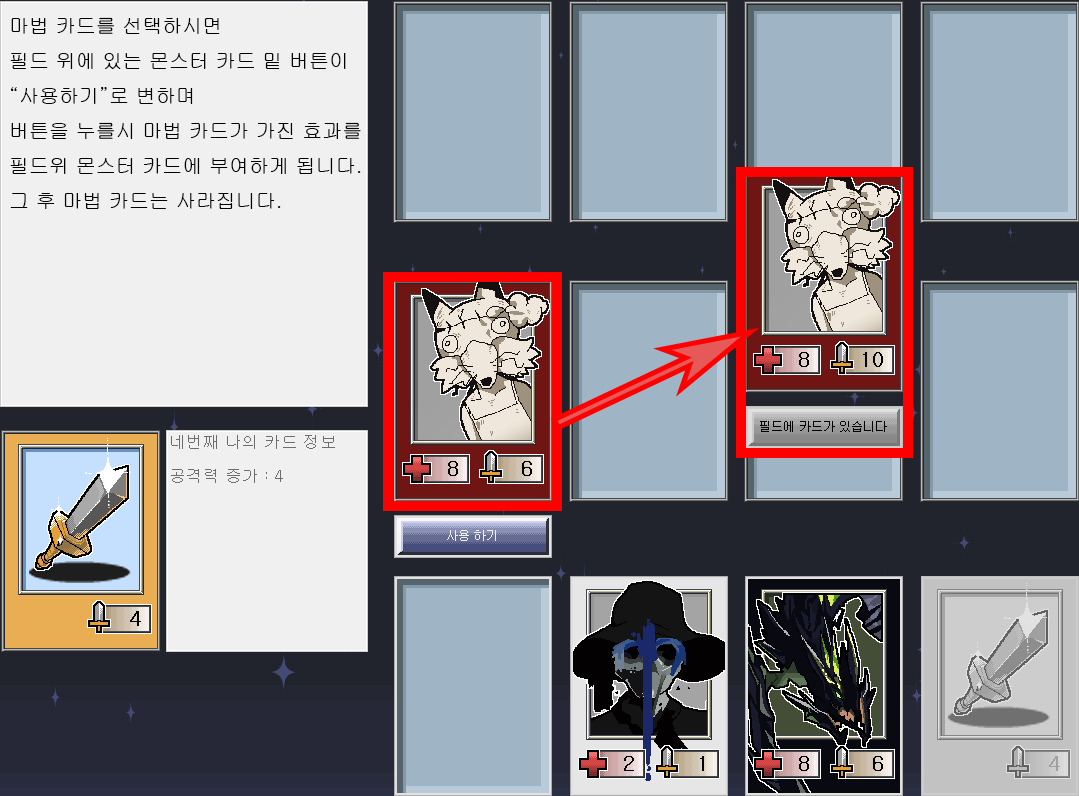 마법 카드를 선택하시면
필드 위에 있는 몬스터 카드 밑 버튼이
“사용하기”로 변하며
버튼을 누를시 마법 카드가 가진 효과를
필드위 몬스터 카드에 부여하게 됩니다.
그 후 마법 카드는 사라집니다.
8
10
필드에 카드가 있습니다
8
6
사용 하기
네번째 나의 카드 정보
공격력 증가 : 4
4
2
1
8
6
4